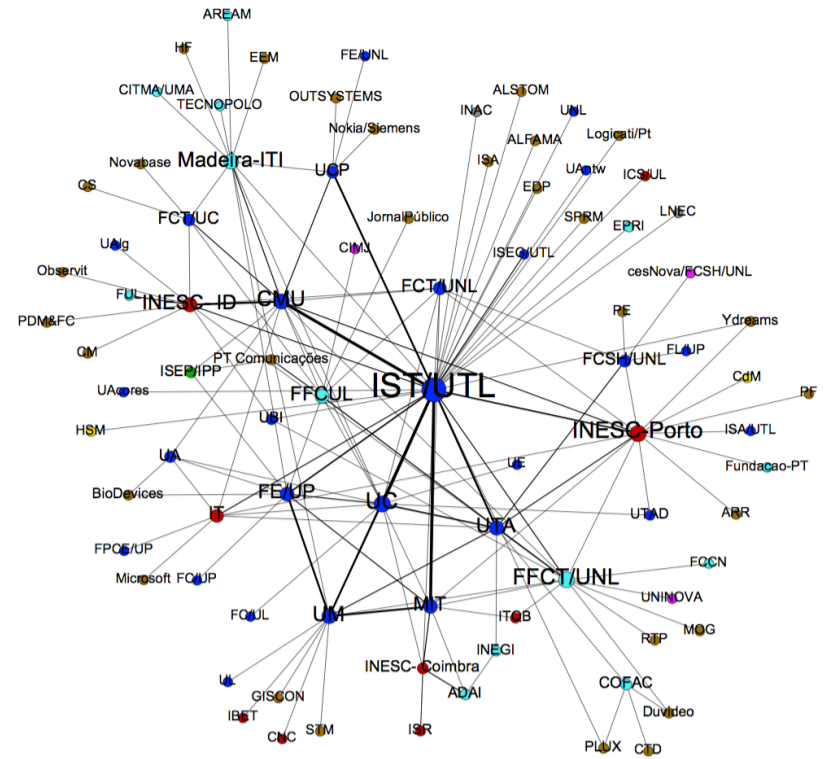 AREAM
HF
EEM
FE/UNL
CITMA/UMA
TECNOPOLO
OUTSYSTEMS
ALSTOM
INAC
UNL
Nokia/Siemens
ALFAMA
Logicati/Pt
Novabase
Madeira-ITI
UCP
ISA
UAntw
ICS/UL
CS
EDP
FCT/UC
JornalPúblico
SPRM
LNEC
EPRI
UAlg
CIMJ
ISEG/UTL
Observit
cesNova/FCSH/UNL
FUL
INESC-ID
CMU
FCT/UNL
PDM&FC
PE
Ydreams
CM
PT Comunicações
FCSH/UNL
FL/UP
ISEP/IPP
IST/UTL
CdM
UAcores
FFCUL
PF
HSM
UBI
INESC-Porto
ISA/UTL
UA
UE
Fundacao-PT
BioDevices
FE/UP
UC
IT
UTA
UTAD
ARR
FPCE/UP
Microsoft
FC/UP
FFCT/UNL
FCCN
UNINOVA
FC/UL
UM
MIT
ITQB
MOG
RTP
INEGI
INESC-Coimbra
UL
GISCON
ADAI
COFAC
IBET
Duvideo
CNC
STM
ISR
PLUX
CTD